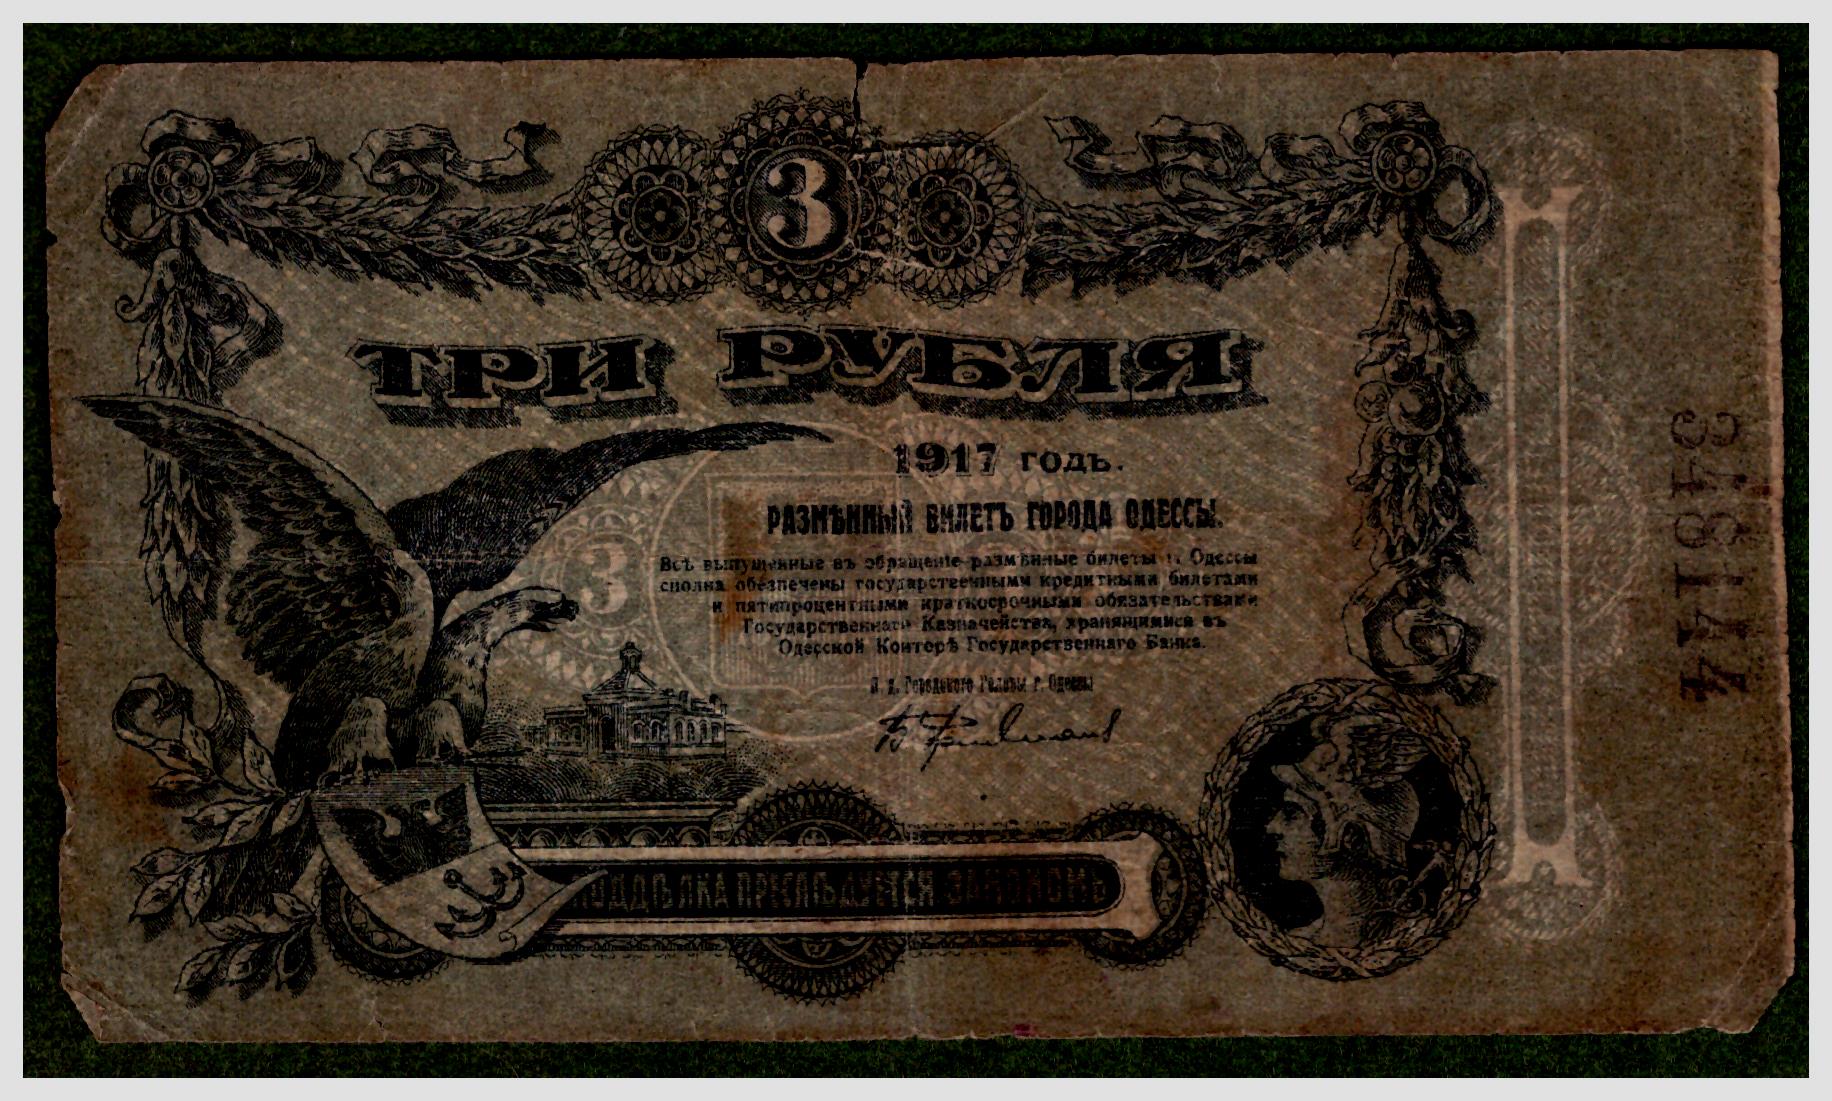 3
ТРИ РУБЛЯ
1917 годъ.
РАЗМѢННЫЙ БИЛЕТЪ ГОРОДА ОДЕССЫ.
Всѣ выпущенные въ обращеніе размѣнные билеты г. Одессы
сполна обезпечены государственными кредитными билетами
и пятипроцентными краткосрочными обязательствами
Государственнаго Казначейства, хранящимися въ
Одесской Конторѣ Государственнаго Банка.
3
И. д. Городского Головы г. Одессы
ПОДДѢЛКА ПРЕСЛѢДУЕТСЯ ЗАКОНОМЪ